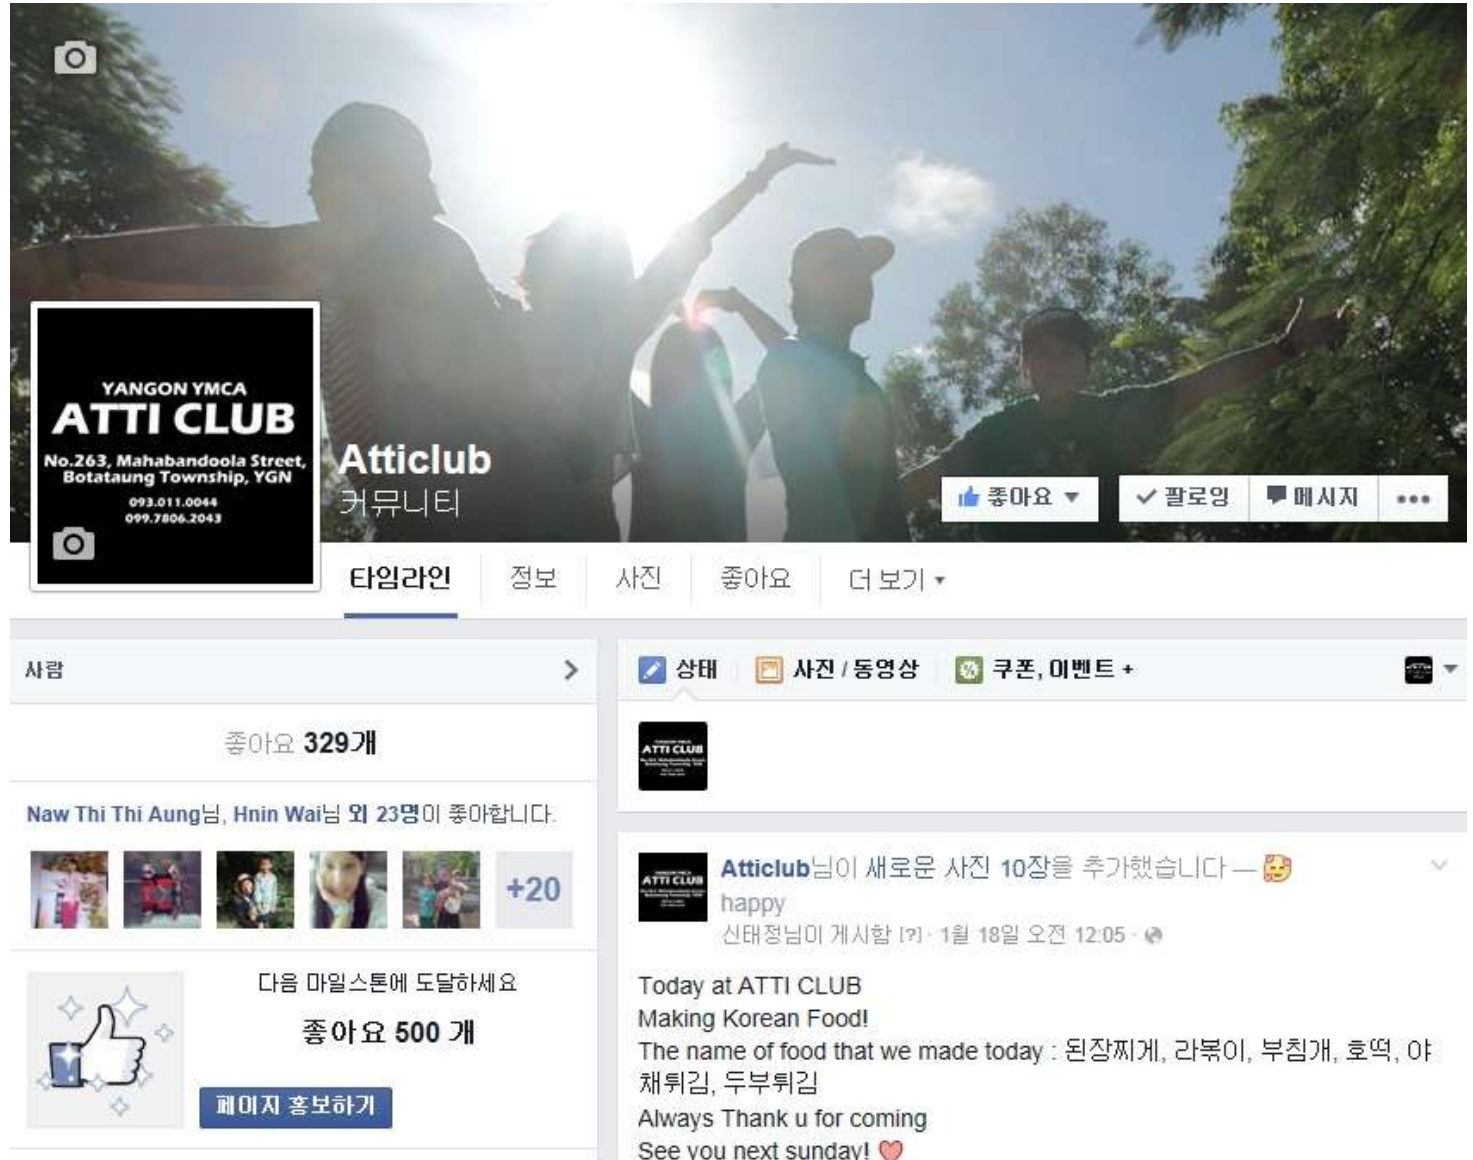 YANGON YMCA
ATTI CLUB
No.263, Mahabandoola Street,
Botataung Township, YGN
093.011.0044
099.7806.2043
Atticlub
커뮤니티
좋아요
팔로잉
메시지
타임라인
정보
사진
좋아요
더 보기
사람
좋아요 329개
Naw Thi Thi Aung님, Hnin Wai님 외 23명이 좋아합니다.
+20
다음 마일스톤에 도달하세요
좋아요 500 개
페이지 홍보하기
상태
사진 / 동영상
쿠폰, 이벤트 +
ATTI CLUB
Atticlub님이 새로운 사진 10장을 추가했습니다 —
happy
신태정님이 게시함 [?] · 1월 18일 오전 12:05 ·
ATTI CLUB
Today at ATTI CLUB
Making Korean Food!
The name of food that we made today : 된장찌게, 라볶이, 부침개, 호떡, 야
채튀김, 두부튀김
Always Thank u for coming
See you next sunday!